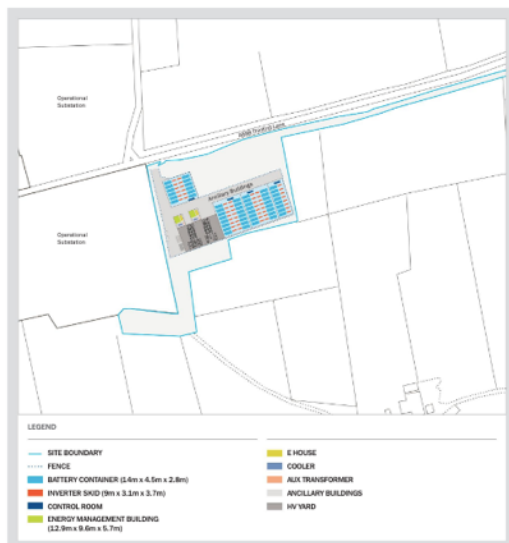 Operational
Substation
Operational
Substation
Ancillary Buildings
LEGEND
SITE BOUNDARY
FENCE
BATTERY CONTAINER (14m x 4.5m x 2.8m)
INVERTER SKID (9m x 3.1m x 3.7m)
CONTROL ROOM
ENERGY MANAGEMENT BUILDING
(12.9m x 9.6m x 5.7m)
E HOUSE
COOLER
AUX TRANSFORMER
ANCILLARY BUILDINGS
HV YARD